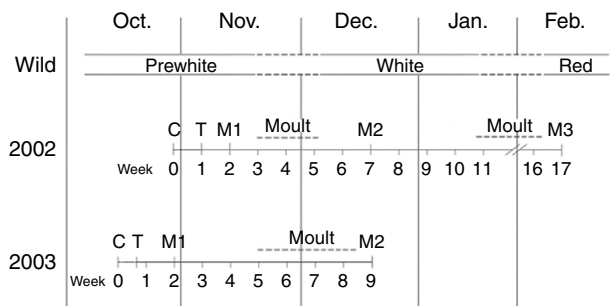 Oct. Nov. Dec. Jan. Feb.
Wild Prewhite White Red
C T M1 Moult M2 Moult M3
2002
Week 0 1 2 3 4 5 6 7 8 9 10 11 16 17
C T M1 Moult M2
2003
Week 0 1 2 3 4 5 6 7 8 9